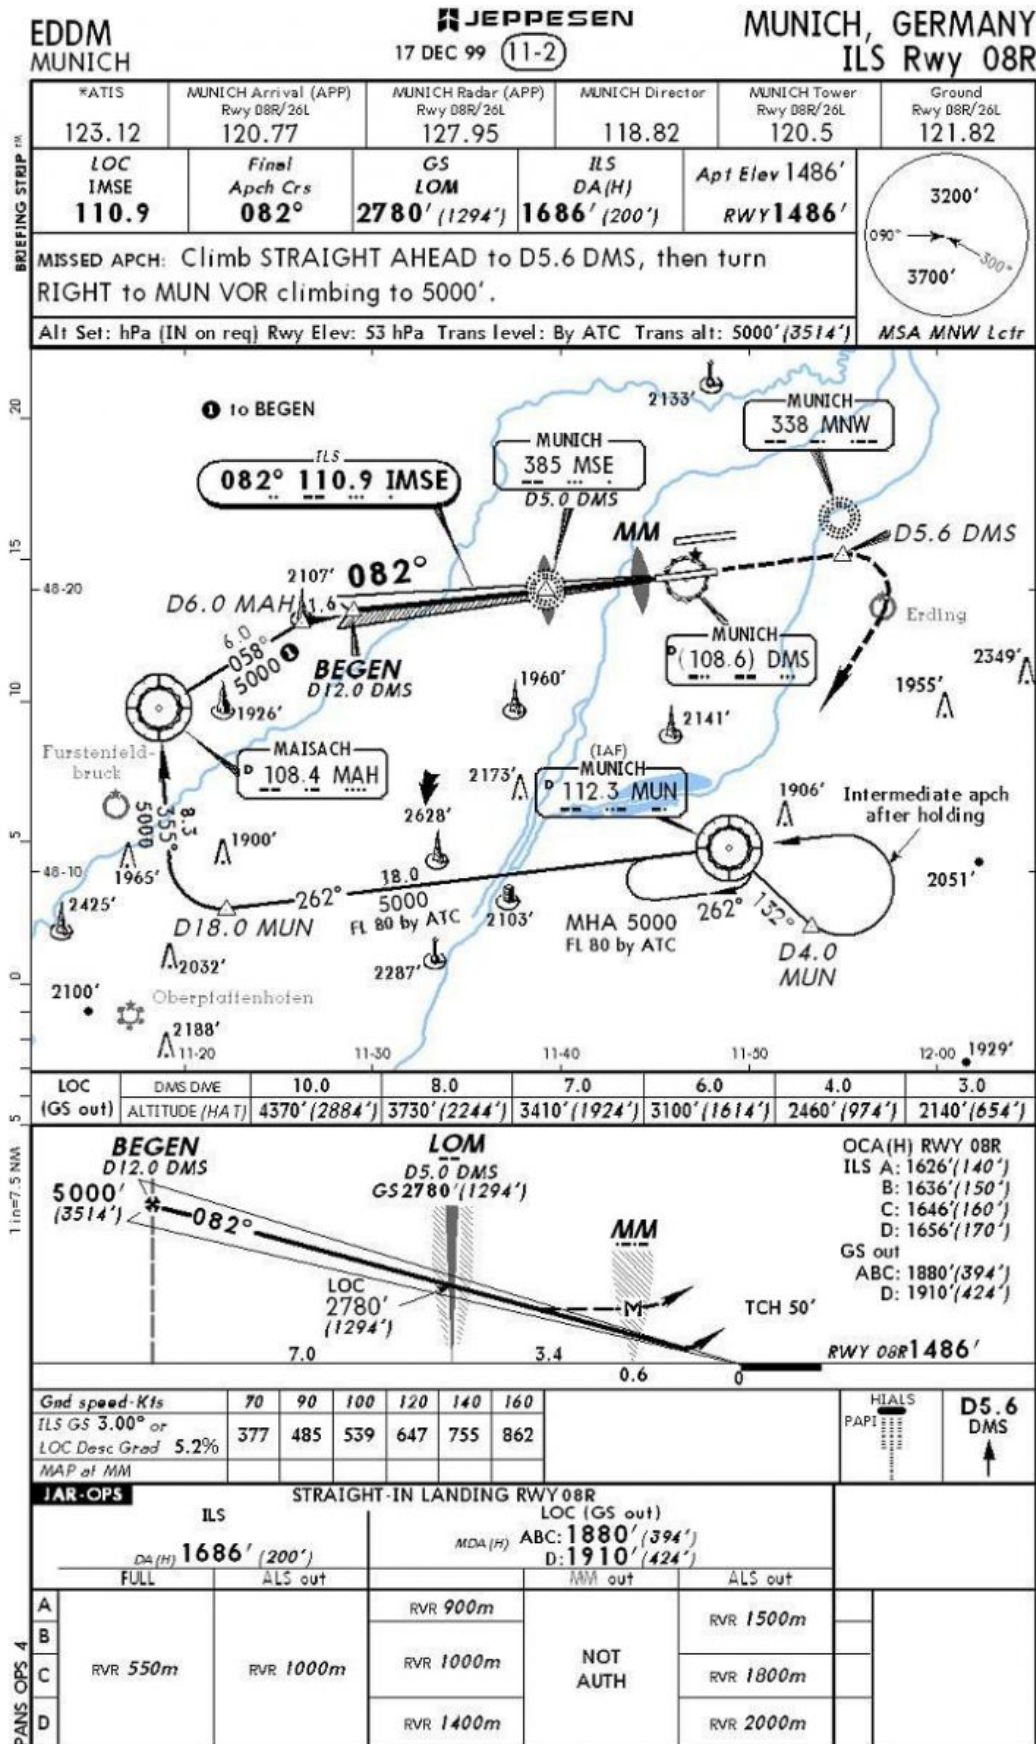 EDDM
MUNICH
JEPPESEN
17 DEC 99 11-2
MUNICH, GERMANY
ILS Rwy 08R
BRIEFING STRIP TM
*ATIS
123.12
MUNICH Arrival (APP)
Rwy 08R/26L
120.77
MUNICH Radar (APP)
Rwy 08R/26L
127.95
MUNICH Director
118.82
MUNICH Tower
Rwy 08R/26L
120.5
Ground
Rwy 08R/26L
121.82
LOC
IMSE
110.9
Final
Apch Crs
082°
GS
LOM
2780' (1294')
ILS
DA(H)
1686' (200')
Apt Elev 1486'
RWY 1486'
3200'
090°
300°
3700'
MISSED APCH: Climb STRAIGHT AHEAD to D5.6 DMS, then turn
RIGHT to MUN VOR climbing to 5000'.
Alt Set: hPa (IN on req) Rwy Elev: 53 hPa Trans level: By ATC Trans alt: 5000' (3514')
MSA MNW Lctr
20
15
10
5
0
5
1 in=7.5 NM
1 to BEGEN
2133'
MUNICH
338 MNW
MUNICH
385 MSE
D5.0 DMS
ILS
082° 110.9 IMSE
MM
D5.6 DMS
48-20
2107'
082°
D6.0 MAH
1.6
6.0
058°
5000 1
BEGEN
D12.0 DMS
Erding
MUNICH
D (108.6) DMS
2349'
1955'
1960'
1926'
2141'
Furstenfeld-
bruck
MAISACH
D 108.4 MAH
(IAF)
MUNICH
D 112.3 MUN
2173'
1906'
Intermediate apch
after holding
8.3
355°
5000
2628'
1900'
48-10
1965'
2051'
2425'
262°
18.0
5000
FL 80 by ATC
D18.0 MUN
2103'
MHA 5000
FL 80 by ATC
262°
132°
D4.0
MUN
2032'
2287'
2100'
Oberpfaffenhofen
2188'
11-20
11-30
11-40
11-50
12-00
1929'
LOC
(GS out)
DMS DME 10.0 8.0 7.0 6.0 4.0 3.0
ALTITUDE (HAT) 4370' (2884') 3730' (2244') 3410' (1924') 3100' (1614') 2460' (974') 2140' (654')
BEGEN
D12.0 DMS
5000'
(3514')
082°
LOM
D5.0 DMS
GS 2780' (1294')
MM
M
LOC
2780'
(1294')
TCH 50'
RWY 08R 1486'
7.0
3.4
0.6
0
OCA(H) RWY 08R
ILS A: 1626' (140')
B: 1636' (150')
C: 1646' (160')
D: 1656' (170')
GS out
ABC: 1880' (394')
D: 1910' (424')
Gnd speed-Kts 70 90 100 120 140 160
ILS GS 3.00° or
LOC Desc Grad 5.2%
377 485 539 647 755 862
MAP at MM
HIALS
PAPI
D5.6
DMS
JAR-OPS
STRAIGHT-IN LANDING RWY 08R
ILS
DA(H) 1686' (200')
LOC (GS out)
MDA(H) ABC: 1880' (394')
D: 1910' (424')
FULL
ALS out
MM out
ALS out
A
B
C
D
RVR 550m
RVR 1000m
RVR 900m
RVR 1000m
RVR 1400m
NOT
AUTH
RVR 1500m
RVR 1800m
RVR 2000m
PANS OPS 4